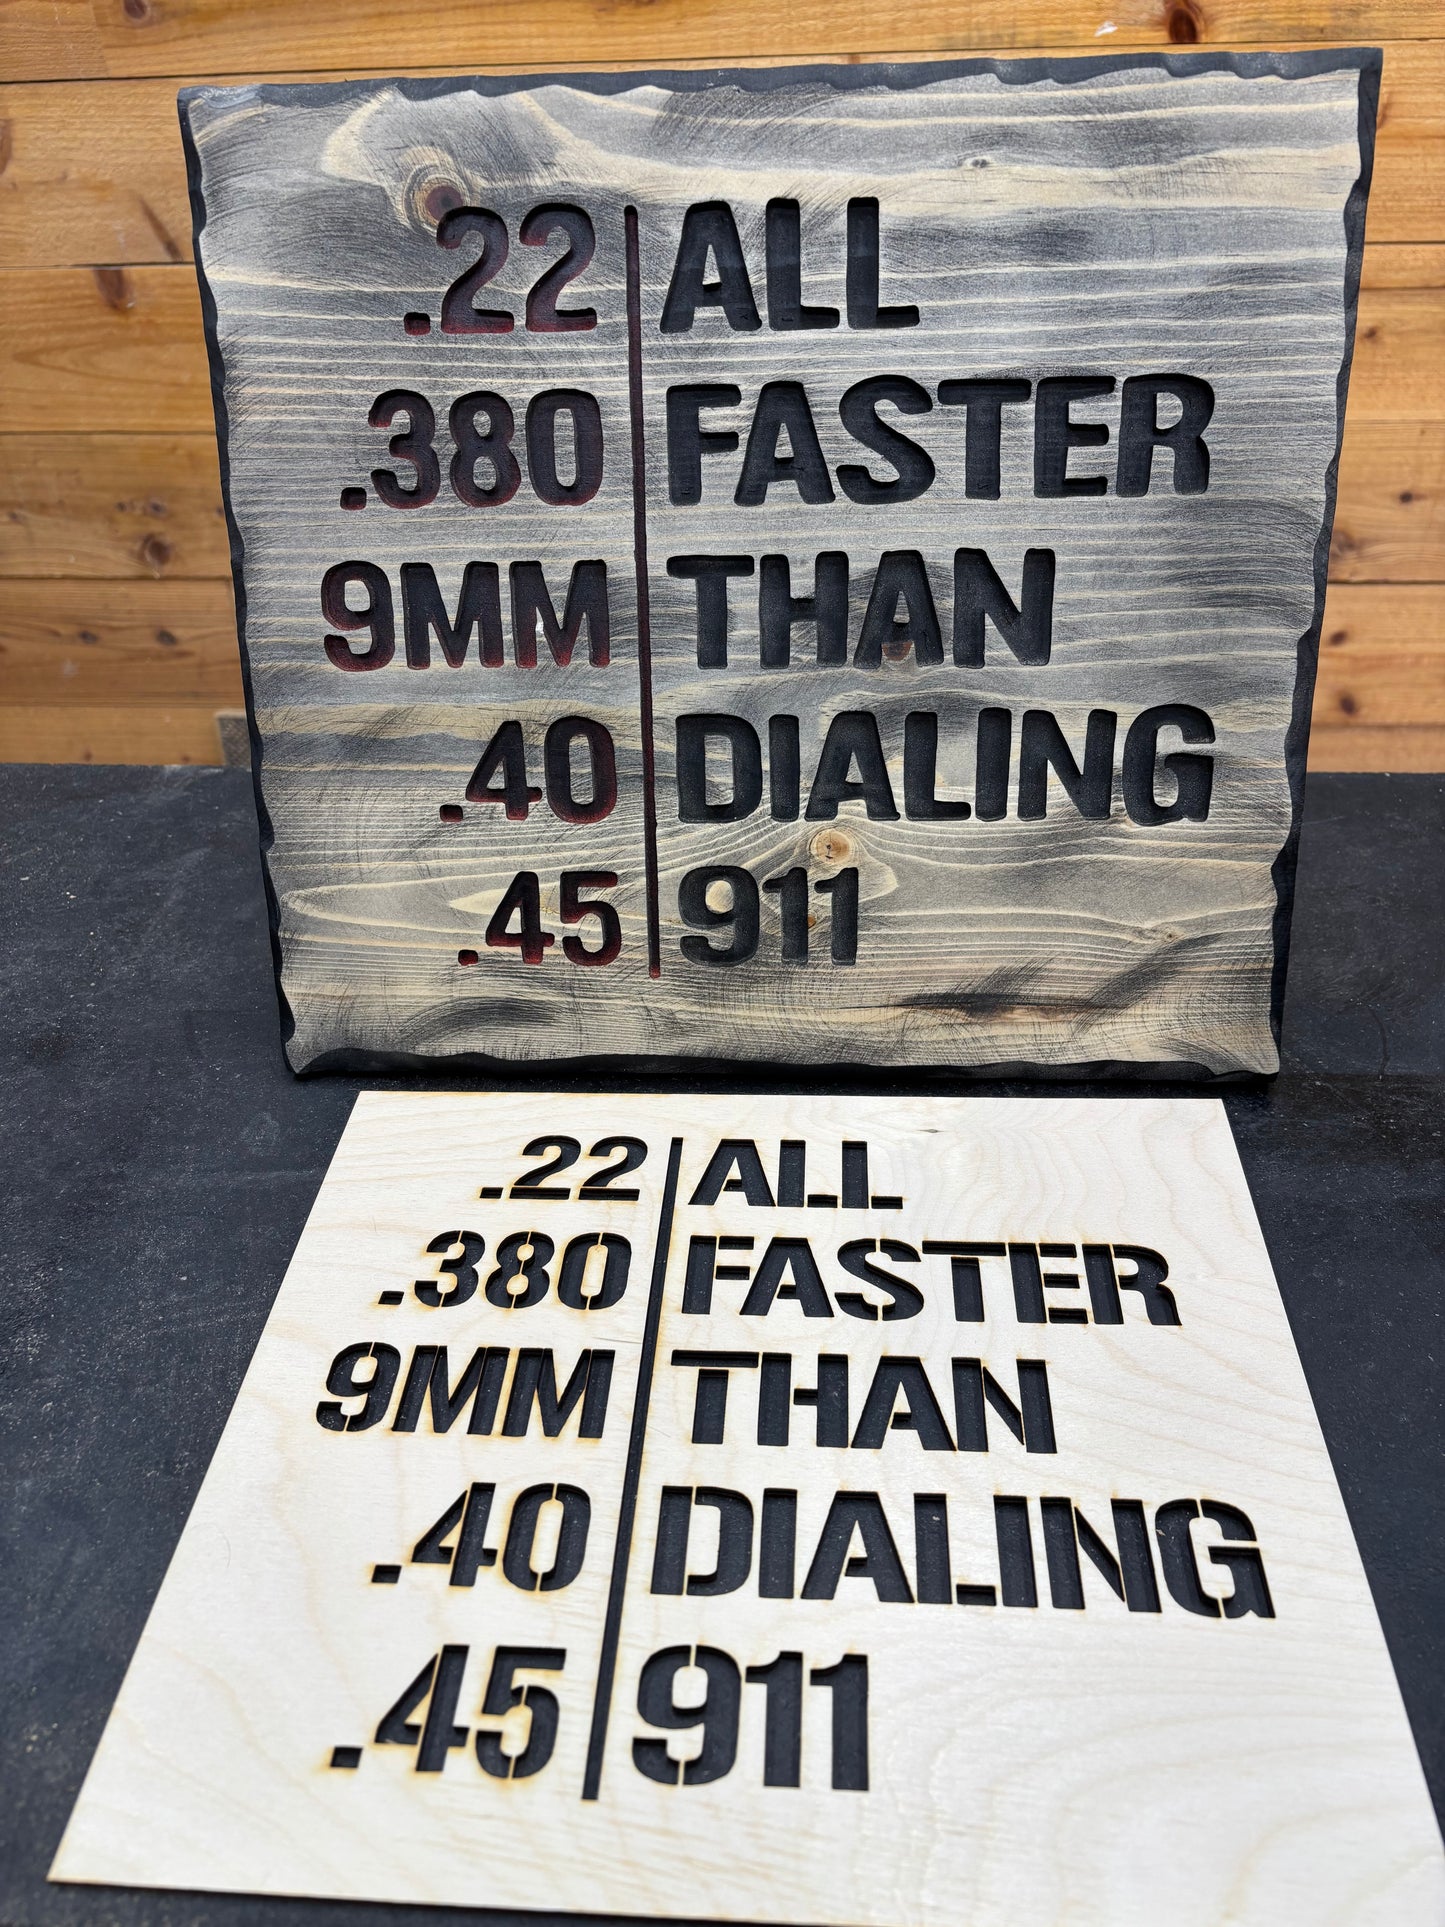 .22 ALL
.380 FASTER
9MM THAN
.40 DIALING
.45 911
.22 ALL
.380 FASTER
9MM THAN
.40 DIALING
.45 911